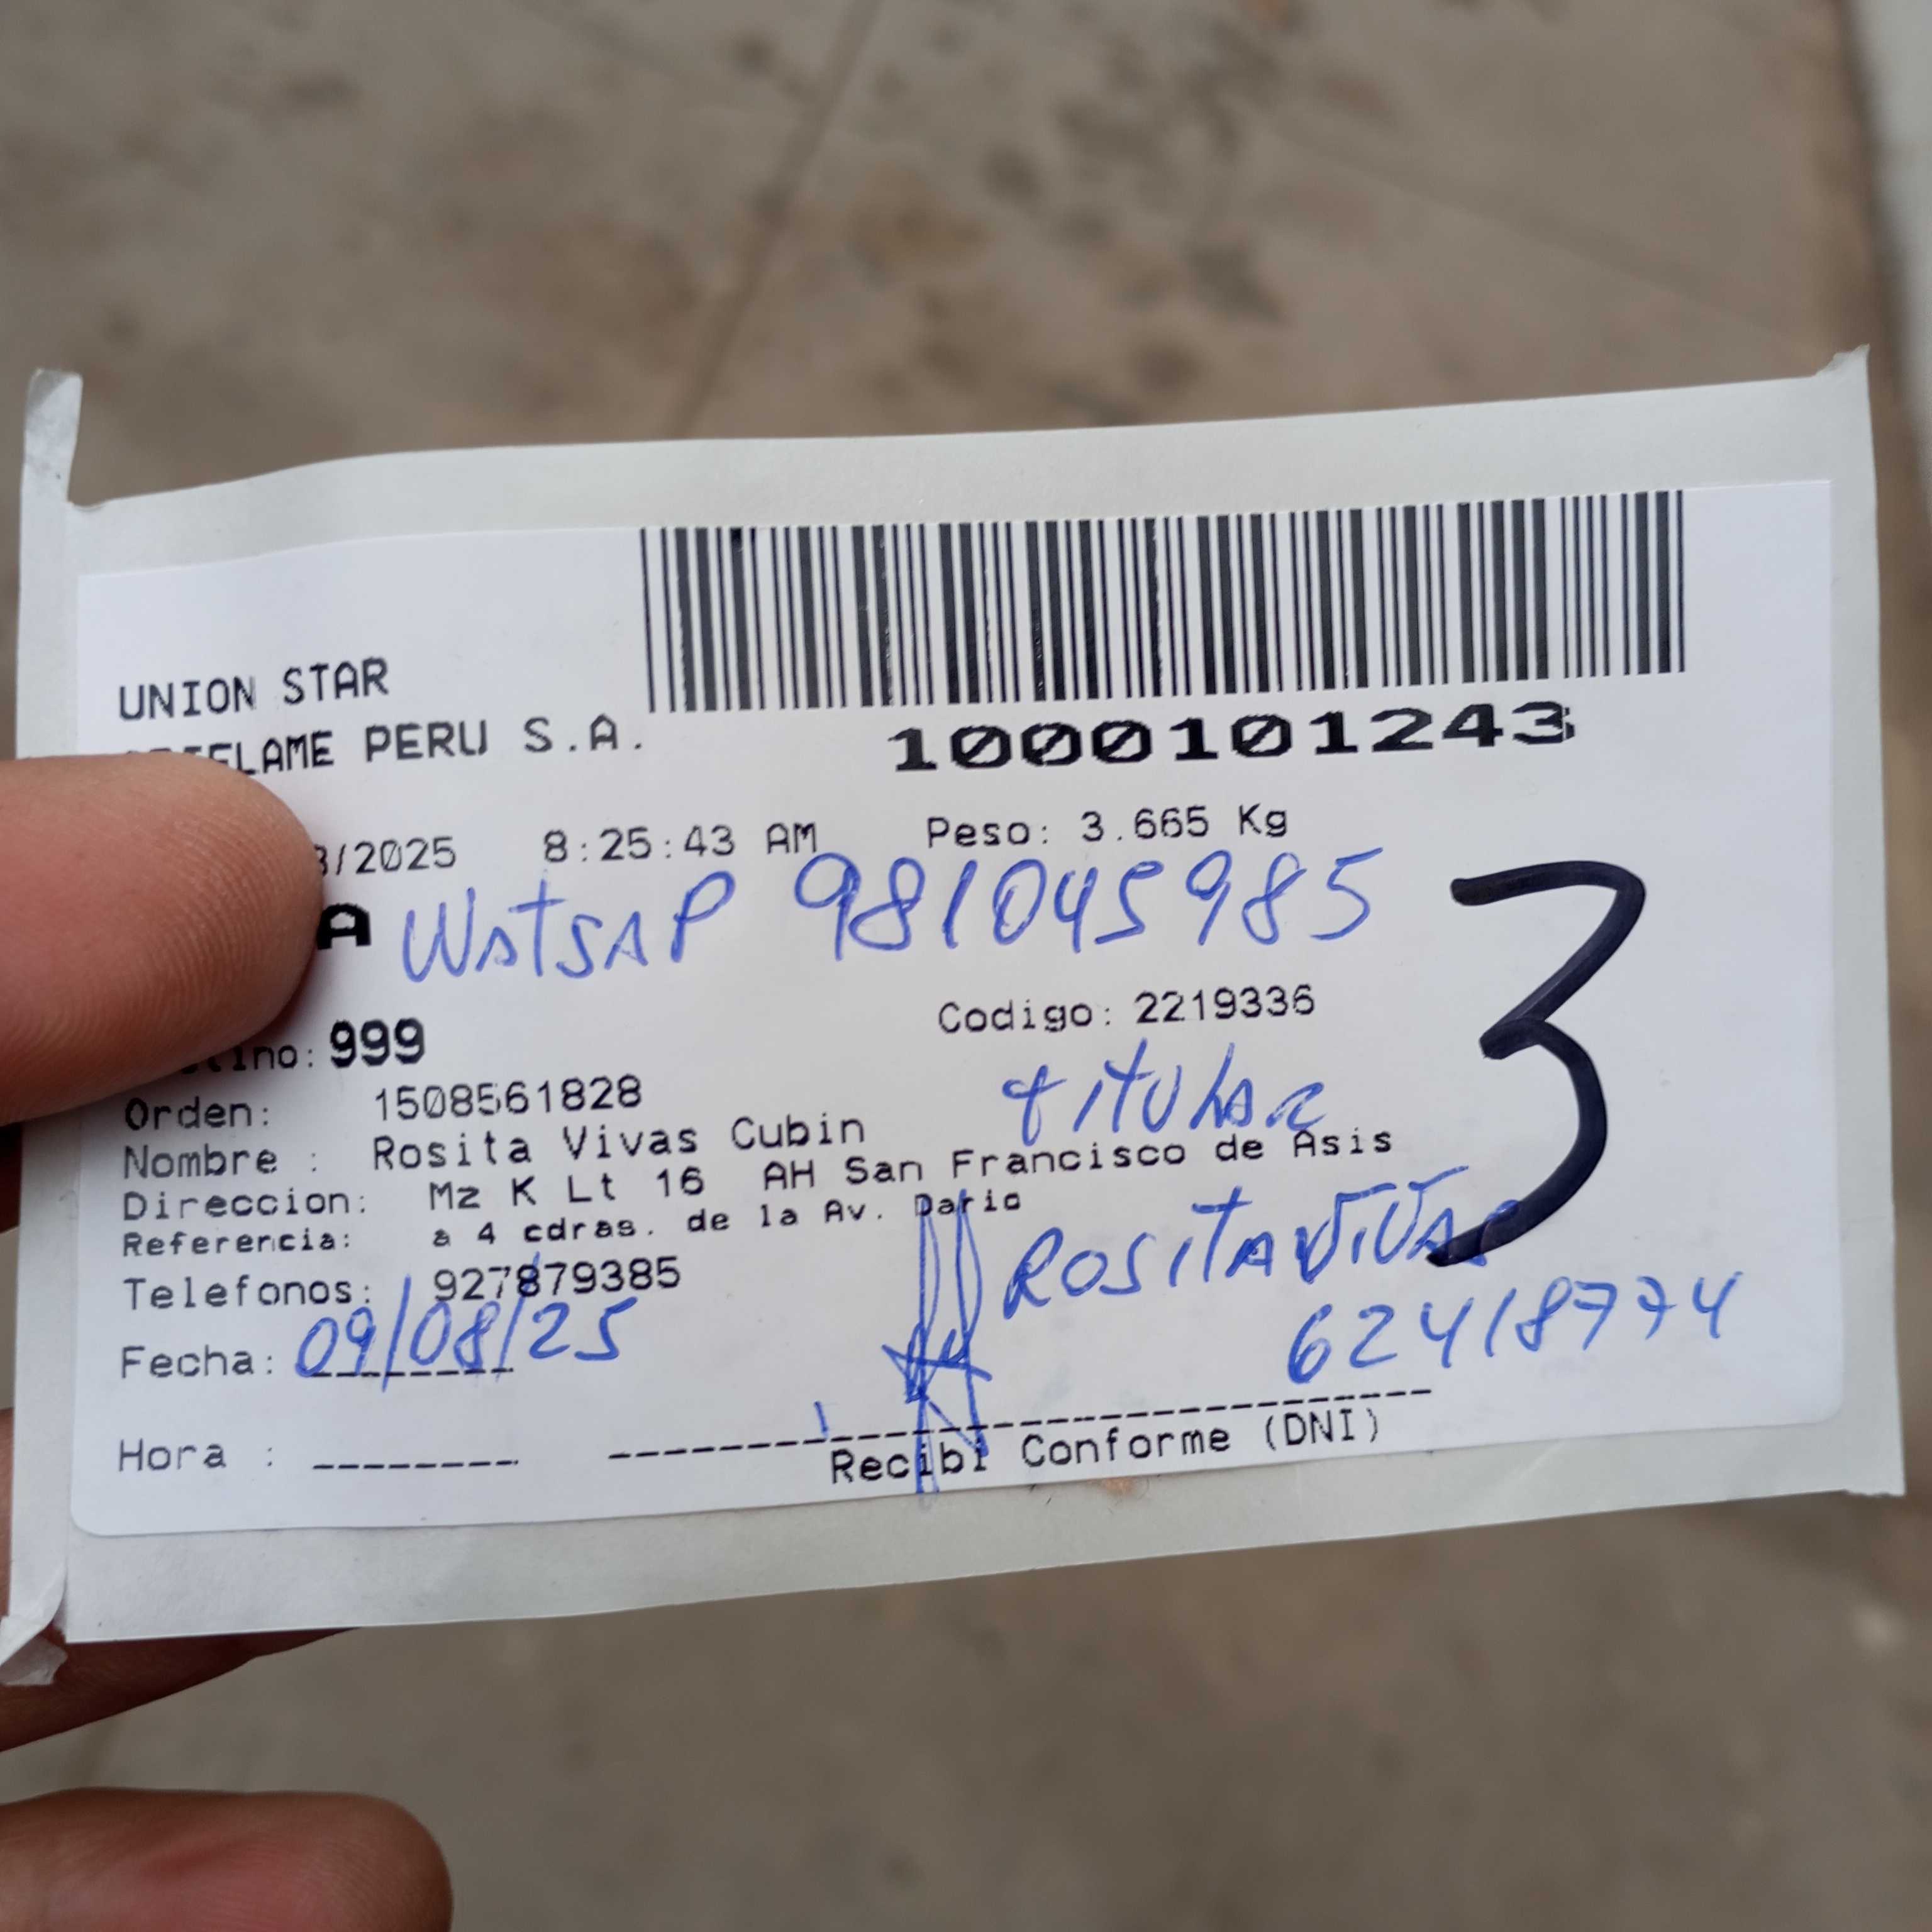 UNION STAR
PERU S.A.
1000101243
/2025 8:25:43 AM Peso: 3.665 Kg
A WATSAP 981045985
3
Codigo: 2219336
999
TITULAR
Orden: 1508561828
Nombre : Rosita Vivas Cubin
Direccion: Mz K Lt 16 AH San Francisco de Asis
Referencia: a 4 cdras. de la Av. Dario
ROSITA VIVAS
Telefonos: 927879385
62418774
Fecha: 09/08/25
Hora :
Recibi Conforme (DNI)